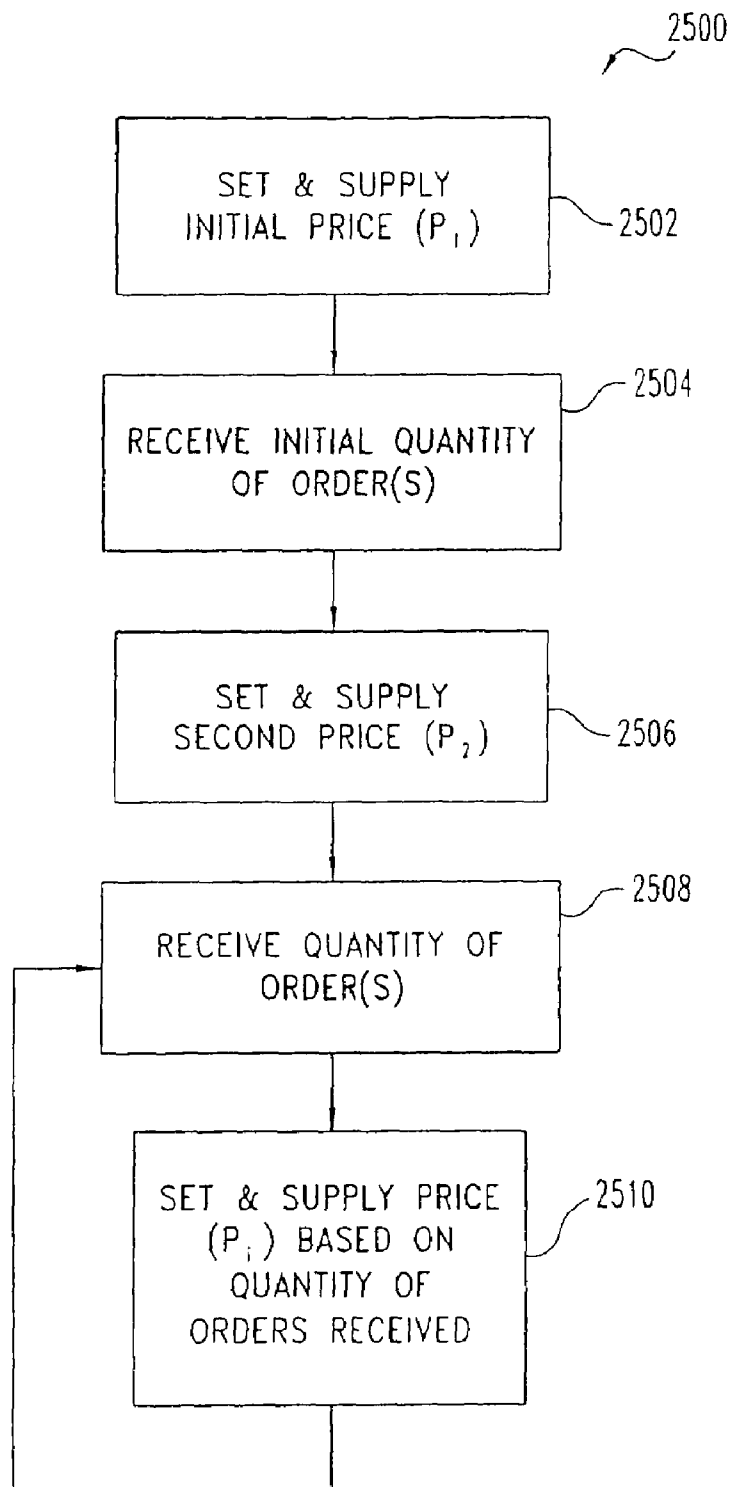 2500
SET & SUPPLY
INITIAL PRICE (P₁)
2502
RECEIVE INITIAL QUANTITY
OF ORDER(S)
2504
SET & SUPPLY
SECOND PRICE (P₂)
2506
RECEIVE QUANTITY OF
ORDER(S)
2508
SET & SUPPLY PRICE
(Pᵢ) BASED ON
QUANTITY OF
ORDERS RECEIVED
2510